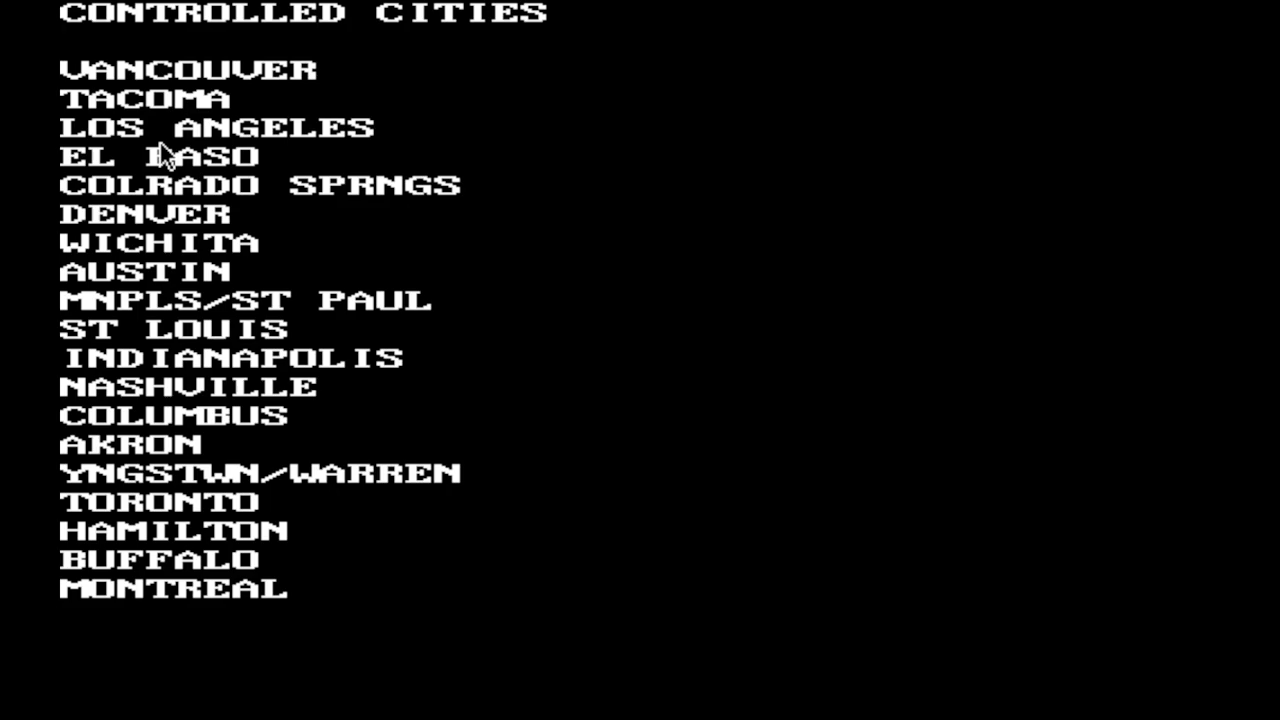 CONTROLLED CITIES
VANCOUVER
TACOMA
LOS ANGELES
EL PASO
COLRADO SPRNGS
DENVER
WICHITA
AUSTIN
MNPLS/ST PAUL
ST LOUIS
INDIANAPOLIS
NASHVILLE
COLUMBUS
AKRON
YNGSTWN/WARREN
TORONTO
HAMILTON
BUFFALO
MONTREAL